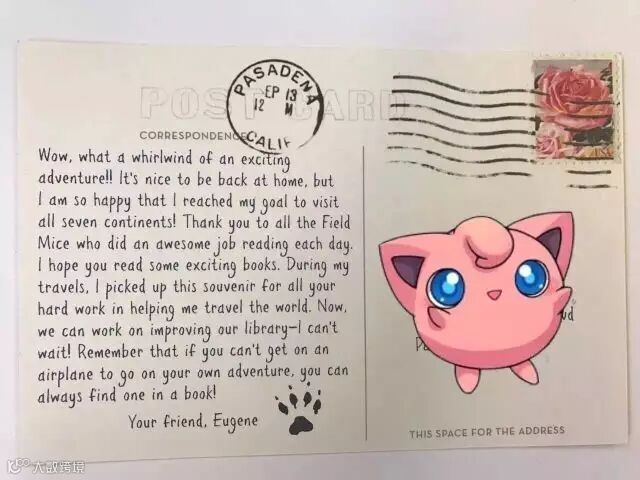 POST CARD
PASADENA
EP 13
12 M
CALIF
CORRESPONDENCE
Wow, what a whirlwind of an exciting
adventure!! It's nice to be back at home, but
I am so happy that I reached my goal to visit
all seven continents! Thank you to all the Field
Mice who did an awesome job reading each day.
I hope you read some exciting books. During my
travels, I picked up this souvenir for all your
hard work in helping me travel the world. Now,
we can work on improving our library-I can't
wait! Remember that if you can't get on an
airplane to go on your own adventure, you can
always find one in a book!
Your friend, Eugene
THIS SPACE FOR THE ADDRESS
大数跨境